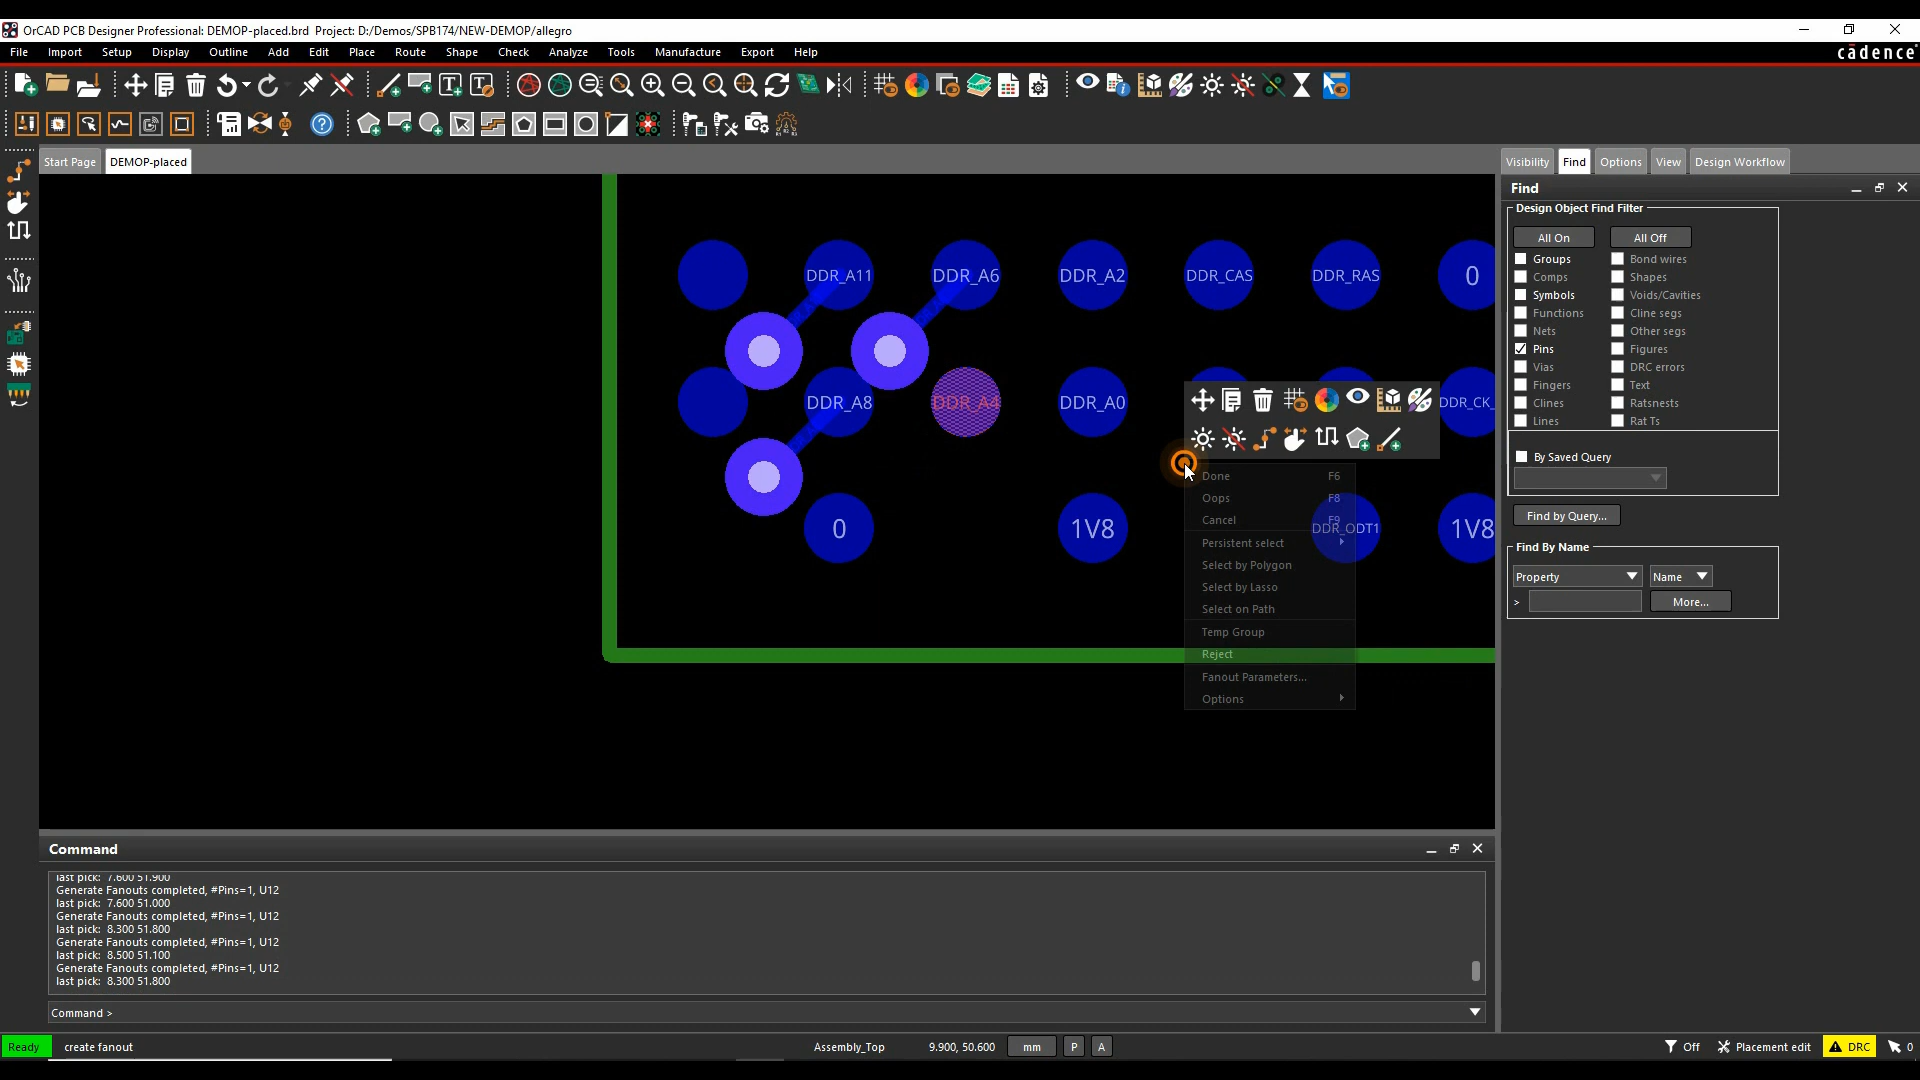 OrCAD PCB Designer Professional: DEMOP-placed.brd Project: D:/Demos/SPB174/NEW-DEMOP/allegro
File Import Setup Display Outline Add Edit Place Route Shape Check Analyze Tools Manufacture Export Help
cādence
Start Page DEMOP-placed
Visibility Find Options View Design Workflow
Find
Design Object Find Filter
All On All Off
Groups Bond wires
Comps Shapes
Symbols Voids/Cavities
Functions Cline segs
Nets Other segs
Pins Figures
Vias DRC errors
Fingers Text
Clines Ratsnests
Lines Rat Ts
By Saved Query
Find by Query...
Find By Name
Property Name
> More...
DDR_A11 DDR_A6 DDR_A2 DDR_CAS DDR_RAS 0
DDR_A8 DDR_A4 DDR_A0 DDR_CK_
0 1V8 DDR_ODT1 1V8
Done F6
Oops F8
Cancel F9
Persistent select
Select by Polygon
Select by Lasso
Select on Path
Temp Group
Reject
Fanout Parameters...
Options
Command
last pick: 7.600 51.900
Generate Fanouts completed, #Pins=1, U12
last pick: 7.600 51.000
Generate Fanouts completed, #Pins=1, U12
last pick: 8.300 51.800
Generate Fanouts completed, #Pins=1, U12
last pick: 8.500 51.100
Generate Fanouts completed, #Pins=1, U12
last pick: 8.300 51.800
Command >
Ready create fanout Assembly_Top 9.900, 50.600 mm P A Off Placement edit DRC 0